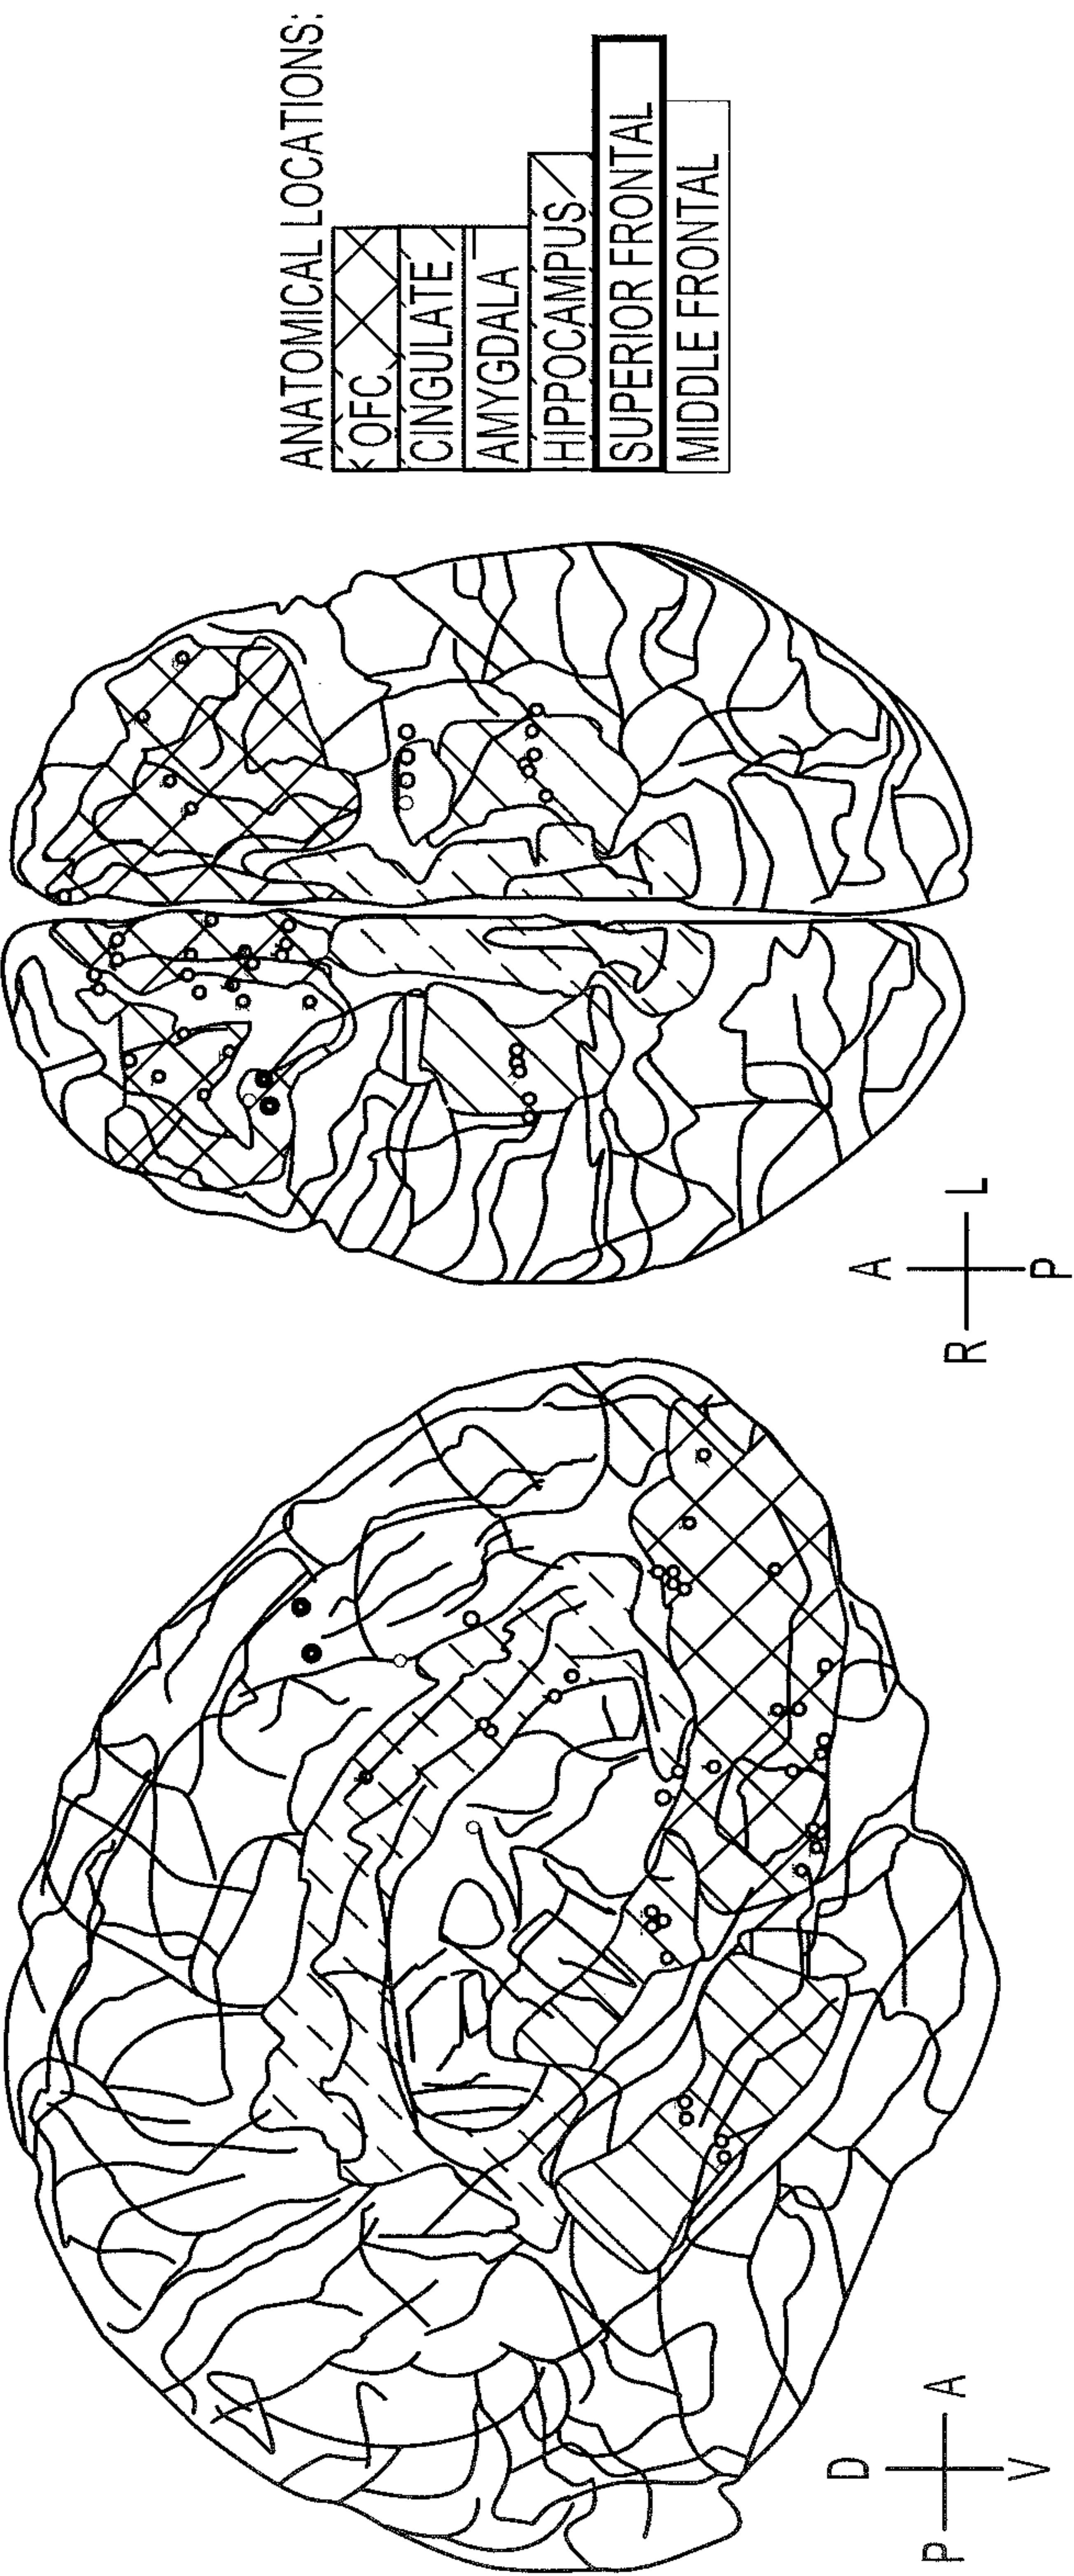 ANATOMICAL LOCATIONS:
OFC
CINGULATE
AMYGDALA
HIPPOCAMPUS
SUPERIOR FRONTAL
MIDDLE FRONTAL
A
R L
P
D
P A
V